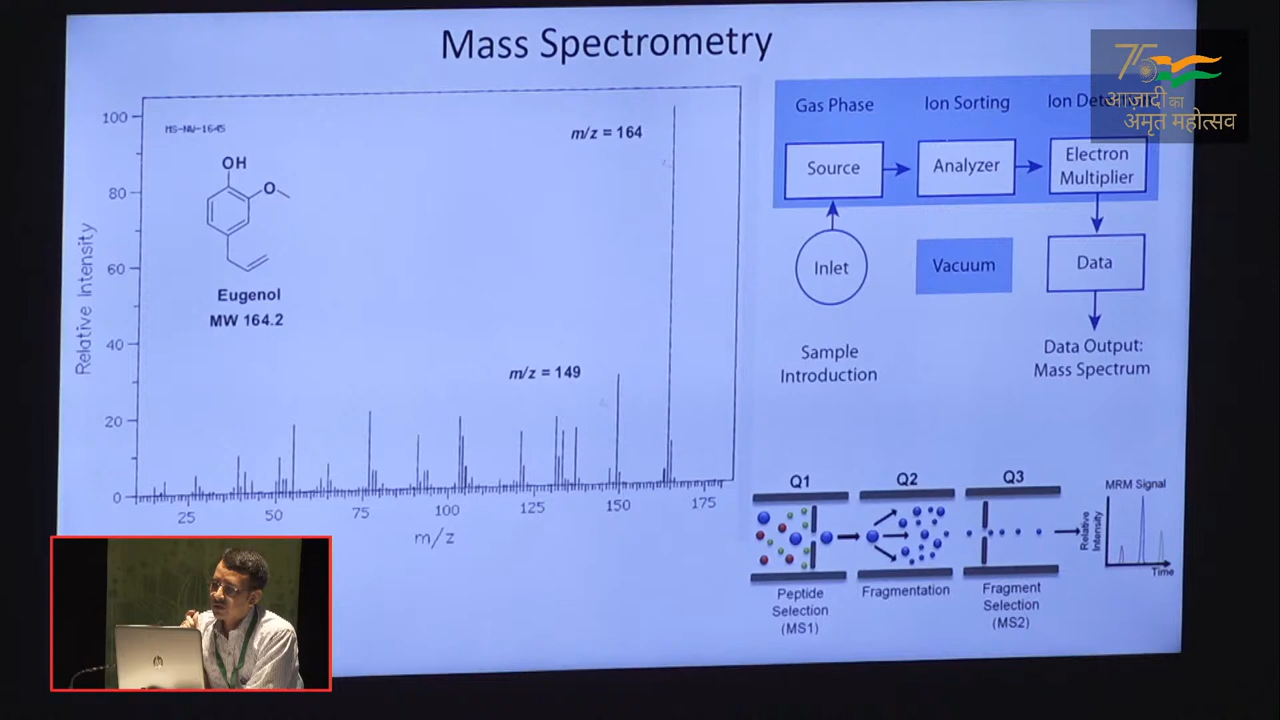 Mass Spectrometry
75
आज़ादी का
अमृत महोत्सव
Relative Intensity
100
80
60
40
20
0
MS-NW-1645
OH
O
Eugenol
MW 164.2
m/z = 164
m/z = 149
25
50
75
100
125
150
175
m/z
Gas Phase
Ion Sorting
Source
Analyzer
Electron
Multiplier
Inlet
Vacuum
Data
Sample
Introduction
Data Output:
Mass Spectrum
Q1
Q2
Q3
Peptide
Selection
(MS1)
Fragmentation
Fragment
Selection
(MS2)
MRM Signal
Relative
Intensity
Time
hp